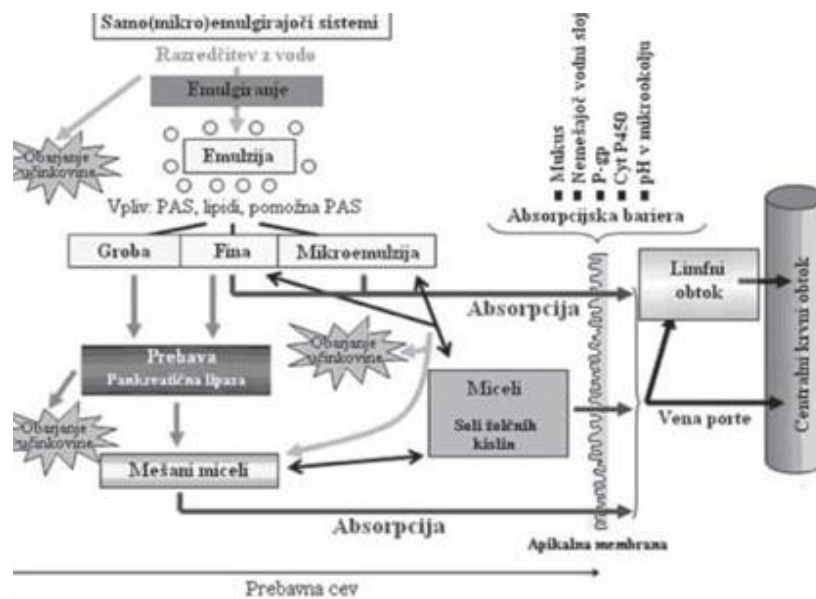 Samo(mikro)emulgirajoči sistemi
Razredčitev z vodo
Emulgiranje
Obarjanje
učinkovine
Emulzija
Vpliv: PAS, lipidi, pomožna PAS
Groba
Fina
Mikroemulzija
Mukus
Nemešajoč vodni sloj
P-gp
Cyt P450
pH v mikrookolju
Absorpcijska bariera
Absorpcija
Limfni
obtok
Centralni krvni obtok
Prebava
Pankreatična lipaza
Obarjanje
učinkovine
Miceli
Soli žolčnih
kislin
Vena porte
Obarjanje
učinkovine
Mešani miceli
Absorpcija
Apikalna membrana
Prebavna cev